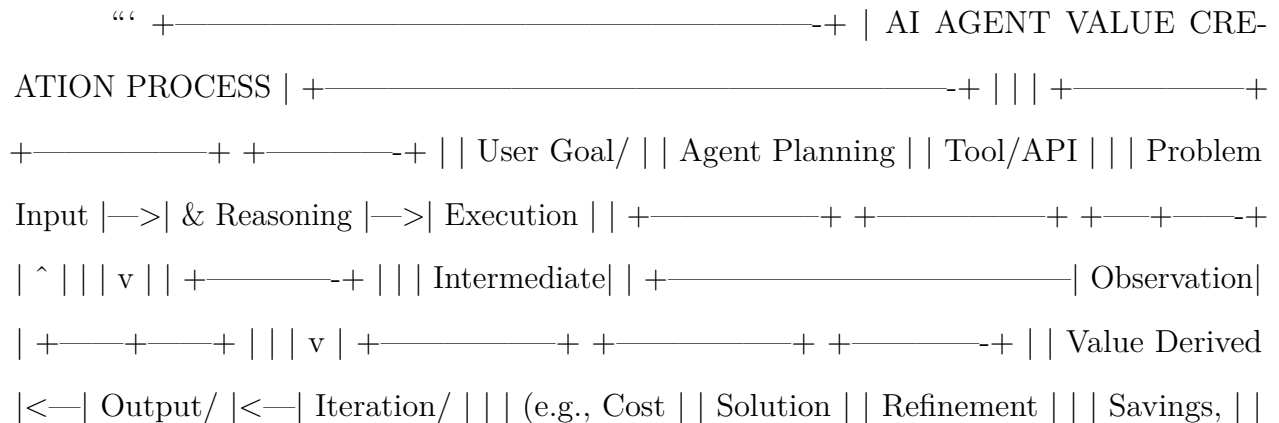 “‘ +—————————————————————-+ | AI AGENT VALUE CRE-
ATION PROCESS | +—————————————————————-+ | | | +—————–+
+—————–+ +————-+ | | User Goal/ | | Agent Planning | | Tool/API | | | Problem
Input |—>| & Reasoning |—>| Execution | | +—————–+ +—————–+ +—–+——-+
| ˆ | | | v | | +————-+ | | | Intermediate| | +—————————————–| Observation|
| +——+——+ | | | v | +—————–+ +—————–+ +————-+ | | Value Derived
|<—| Output/ |<—| Iteration/ | | | (e.g., Cost | | Solution | | Refinement | | | Savings, | |